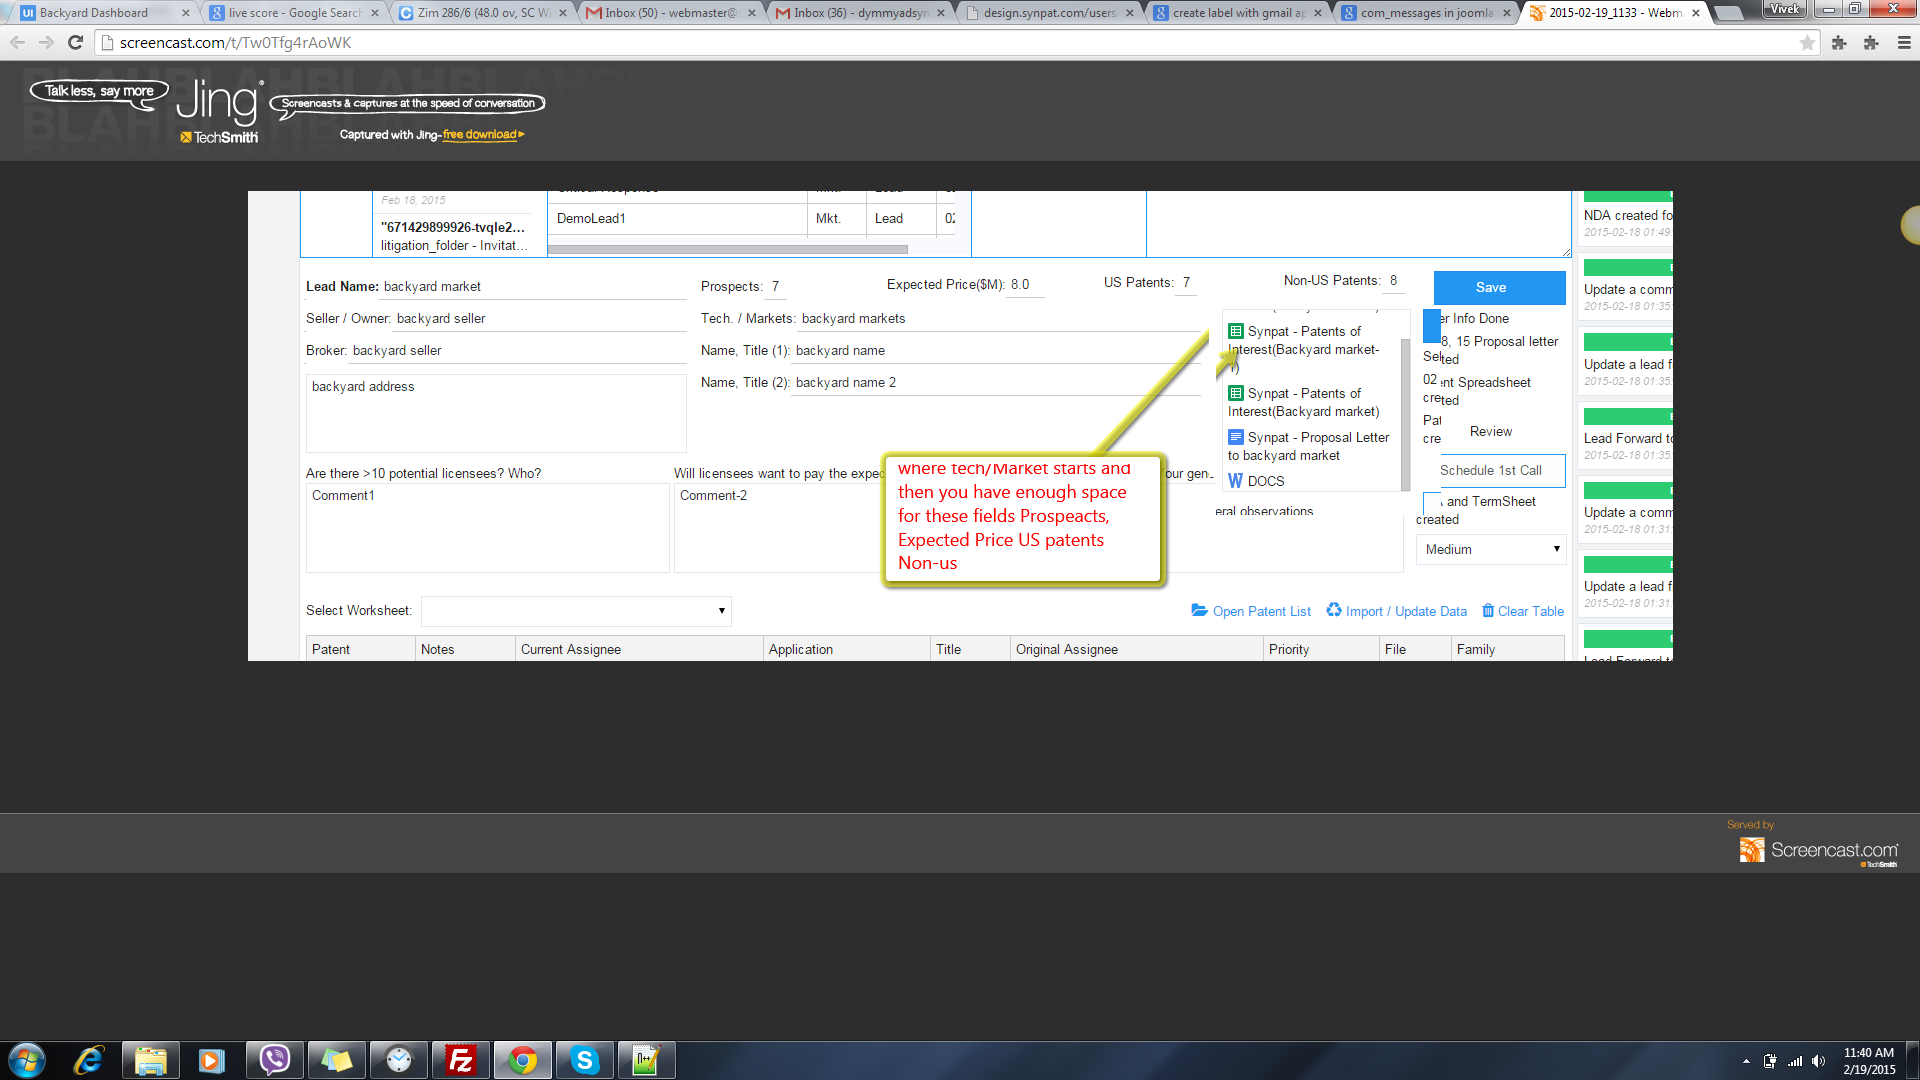 Backyard Dashboard
live score - Google Search
Zim 286/6 (48.0 ov, SC Wi
Inbox (50) - webmaster@
Inbox (36) - dymmyadsyn
design.synpat.com/users
create label with gmail ap
com_messages in joomla
2015-02-19_1133 - Webm
Vivek
screencast.com/t/Tw0Tfg4rAoWK
Talk less, say more
Jing
TechSmith
Screencasts & captures at the speed of conversation
Captured with Jing-free download
Feb 18, 2015
"671429899926-tvqle2...
litigation_folder - Invitat...
DemoLead1
Mkt.
Lead
02
Lead Name: backyard market
Prospects: 7
Expected Price($M): 8.0
US Patents: 7
Non-US Patents: 8
Save
Seller / Owner: backyard seller
Tech. / Markets: backyard markets
Broker: backyard seller
Name, Title (1): backyard name
backyard address
Name, Title (2): backyard name 2
Synpat - Patents of
Interest(Backyard market-
1)
Synpat - Patents of
Interest(Backyard market)
Synpat - Proposal Letter
to backyard market
DOCS
er Info Done
8, 15 Proposal letter
Sel
ted
02
nt Spreadsheet
cre
ted
Pat
cre
Review
Schedule 1st Call
and TermSheet
created
Medium
Are there >10 potential licensees? Who?
Comment1
Will licensees want to pay the expec
Comment-2
our gen
eral observations
where tech/Market starts and
then you have enough space
for these fields Prospeacts,
Expected Price US patents
Non-us
Select Worksheet:
Open Patent List
Import / Update Data
Clear Table
Patent
Notes
Current Assignee
Application
Title
Original Assignee
Priority
File
Family
NDA created fo
2015-02-18 01:49:
Update a comm
2015-02-18 01:35:
Update a lead f
2015-02-18 01:35:
Lead Forward to
2015-02-18 01:35:
Update a comm
2015-02-18 01:31:
Update a lead f
2015-02-18 01:31:
Lead Forward to
Served by
Screencast.com
TechSmith
11:40 AM
2/19/2015